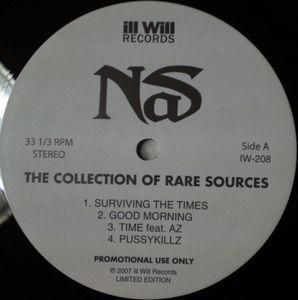 ill Will
RECORDS
NaS
33 1/3 RPM
STEREO
Side A
IW-208
THE COLLECTION OF RARE SOURCES
1. SURVIVING THE TIMES
2. GOOD MORNING
3. TIME feat. AZ
4. PUSSYKILLZ
PROMOTIONAL USE ONLY
℗ 2007 ill Will Records
LIMITED EDITION